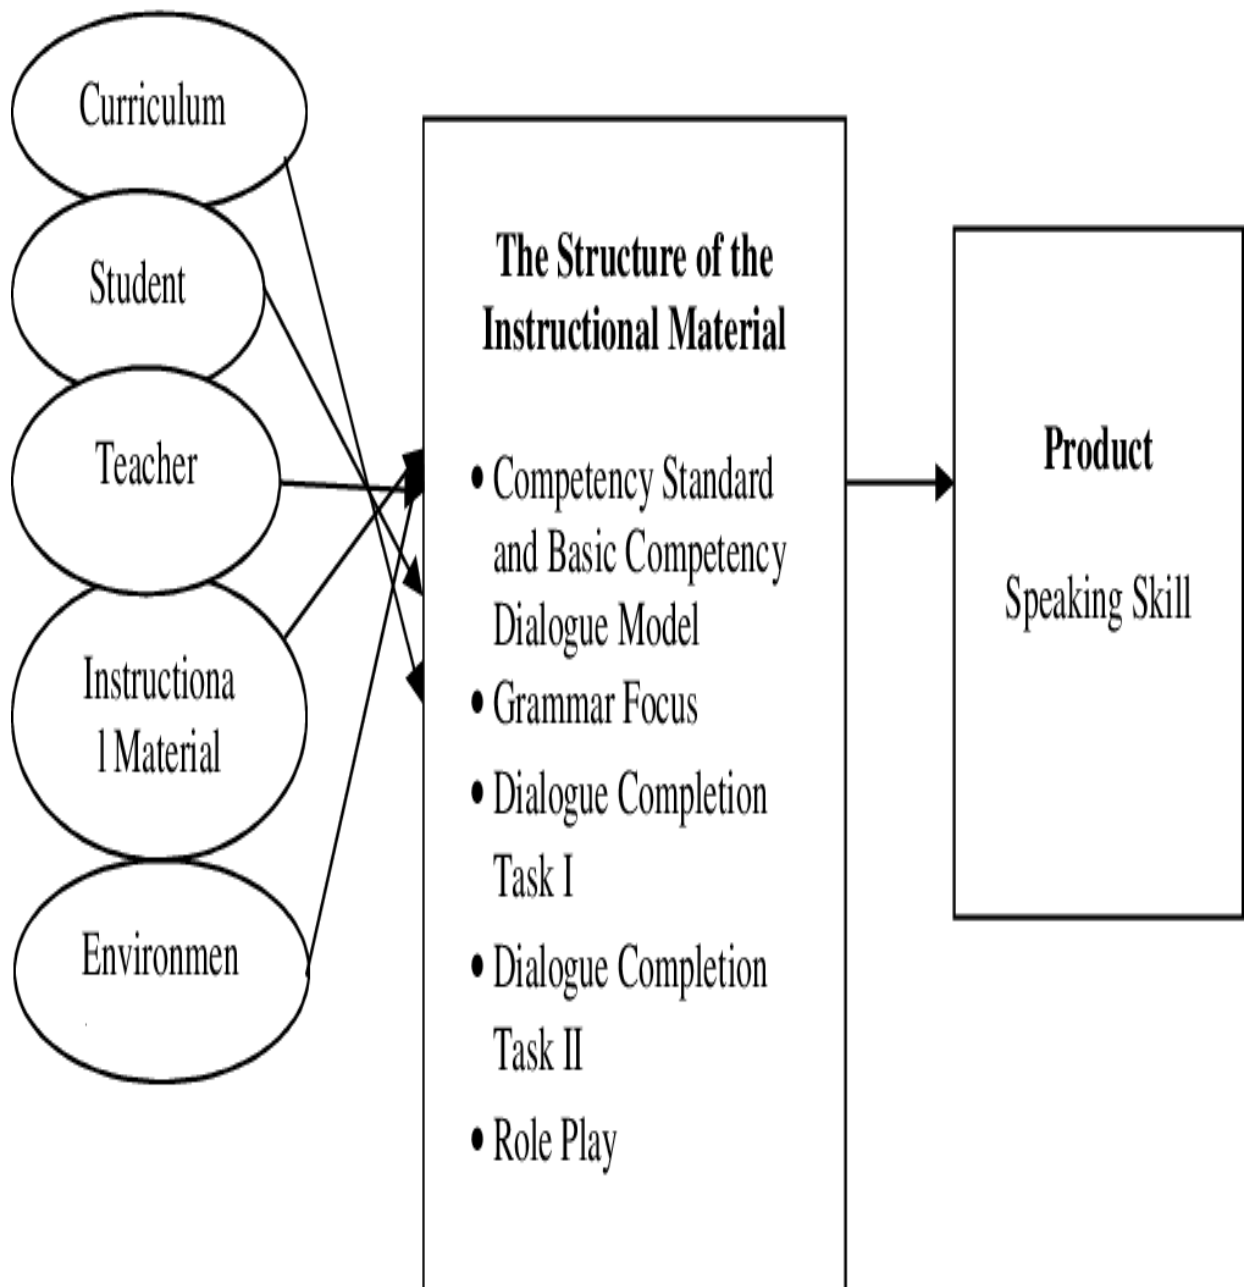 Curriculum
Student
Teacher
Instructiona
l Material
Environmen
The Structure of the
Instructional Material
• Competency Standard
and Basic Competency
Dialogue Model
• Grammar Focus
• Dialogue Completion
Task I
• Dialogue Completion
Task II
• Role Play
Product
Speaking Skill